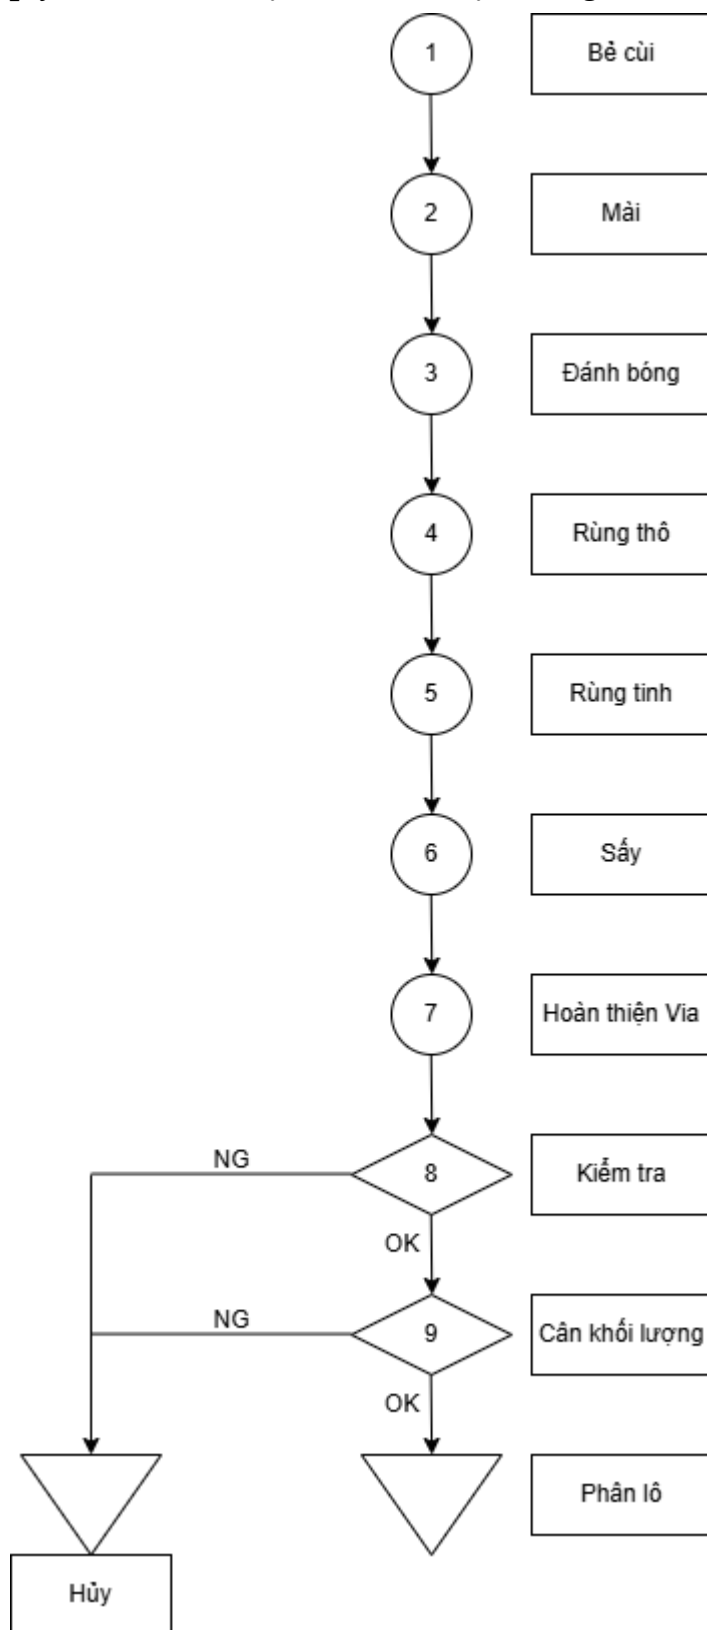 1
Bẻ cùi
2
Mài
3
Đánh bóng
4
Rùng thô
5
Rùng tinh
6
Sấy
7
Hoàn thiện Via
NG
8
Kiểm tra
OK
NG
9
Cân khối lượng
OK
Phân lô
Hủy